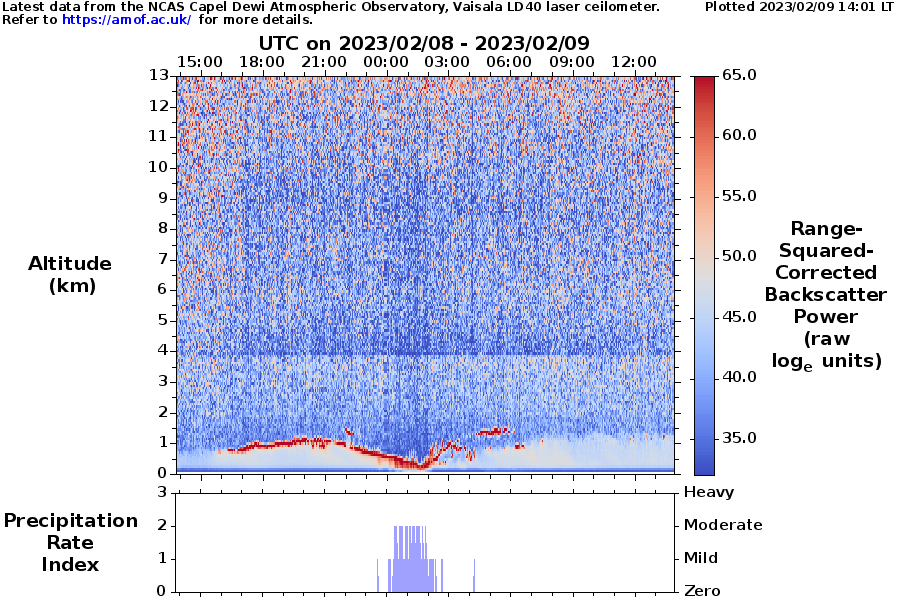 Latest data from the NCAS Capel Dewi Atmospheric Observatory, Vaisala LD40 laser ceilometer. Plotted 2023/02/09 14:01 LT
Refer to https://amof.ac.uk/ for more details.
UTC on 2023/02/08 - 2023/02/09
15:00 18:00 21:00 00:00 03:00 06:00 09:00 12:00
13
12
11
10
9
8
7
6
5
4
3
2
1
0
Altitude
(km)
65.0
60.0
55.0
50.0
45.0
40.0
35.0
Range-
Squared-
Corrected
Backscatter
Power
(raw
logₑ units)
Precipitation
Rate
Index
3
2
1
0
Heavy
Moderate
Mild
Zero